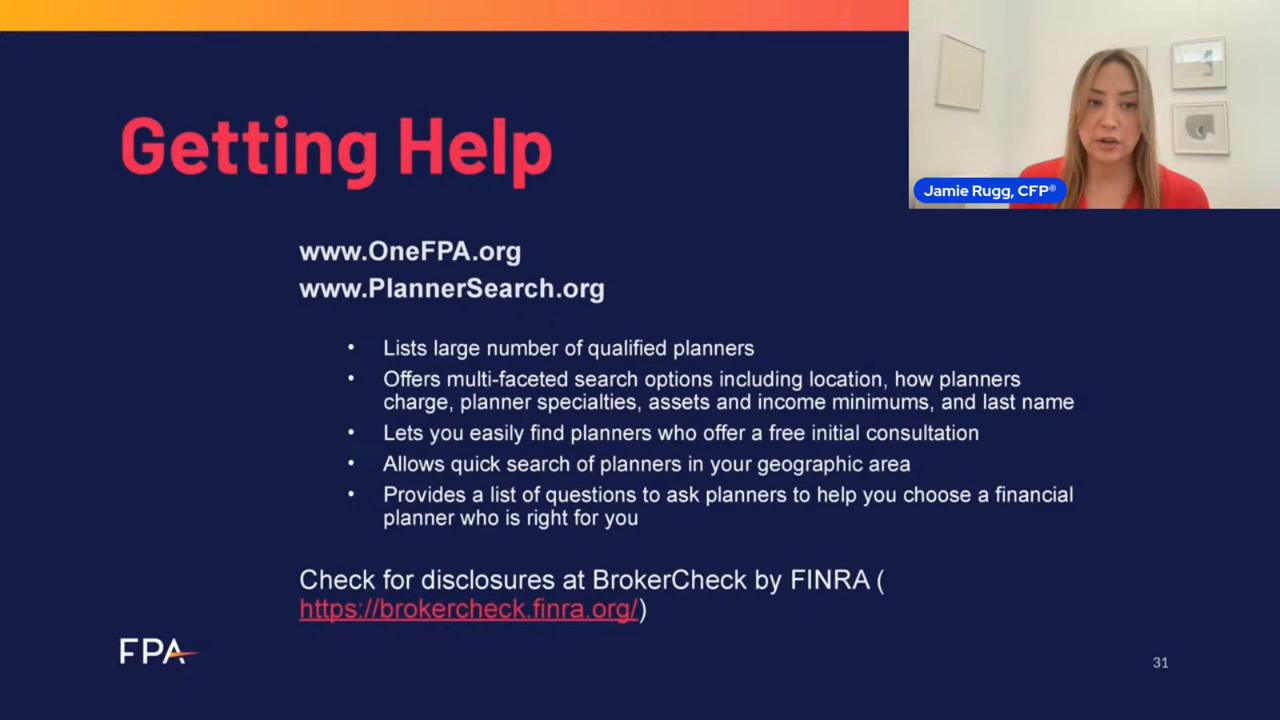 Getting Help
Jamie Rugg, CFP®
www.OneFPA.org
www.PlannerSearch.org
• Lists large number of qualified planners
• Offers multi-faceted search options including location, how planners
charge, planner specialties, assets and income minimums, and last name
• Lets you easily find planners who offer a free initial consultation
• Allows quick search of planners in your geographic area
• Provides a list of questions to ask planners to help you choose a financial
planner who is right for you
Check for disclosures at BrokerCheck by FINRA (
https://brokercheck.finra.org/)
FPA
31